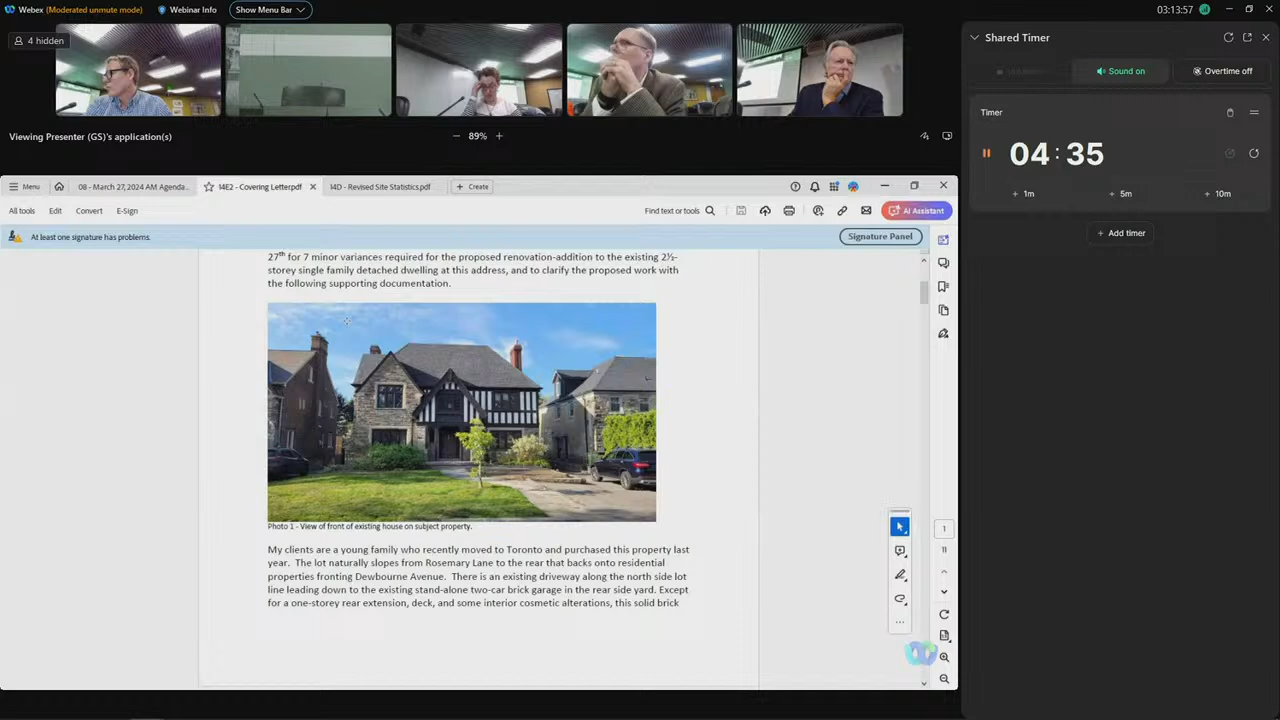 Webex (Moderated unmute mode) Webinar Info Show Menu Bar 03:13:57
4 hidden
Viewing Presenter (GS)'s application(s) 89%
Shared Timer
Sound on Overtime off
Timer
04:35
+ 1m + 5m + 10m
+ Add timer
Menu 08 - March 27,2024 AM Agenda... I4E2 - Covering Letter.pdf I4D - Revised Site Statistics.pdf + Create
All tools Edit Convert E-Sign Find text or tools AI Assistant
At least one signature has problems. Signature Panel
27th for 7 minor variances required for the proposed renovation-addition to the existing 2½-
storey single family detached dwelling at this address, and to clarify the proposed work with
the following supporting documentation.
Photo 1 - View of front of existing house on subject property.
My clients are a young family who recently moved to Toronto and purchased this property last
year. The lot naturally slopes from Rosemary Lane to the rear that backs onto residential
properties fronting Dewbourne Avenue. There is an existing driveway along the north side lot
line leading down to the existing stand-alone two-car brick garage in the rear side yard. Except
for a one-storey rear extension, deck, and some interior cosmetic alterations, this solid brick
1
11